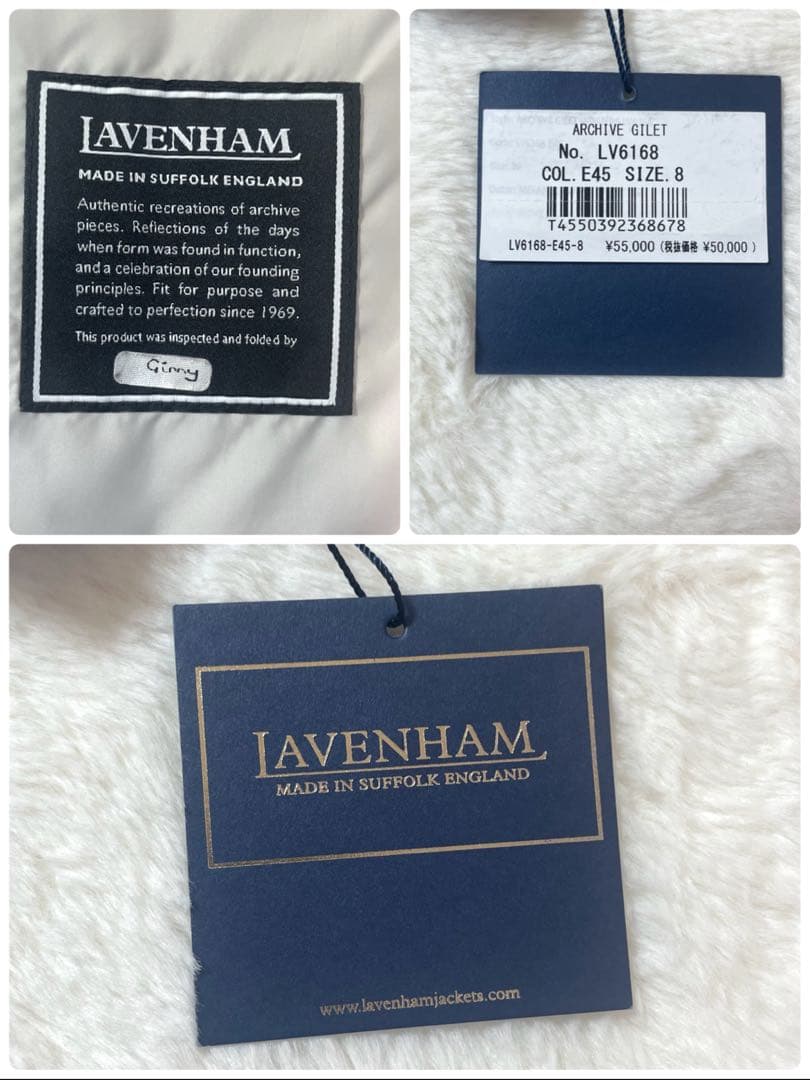 LAVENHAM
MADE IN SUFFOLK ENGLAND
Authentic recreations of archive
pieces. Reflections of the days
when form was found in function,
and a celebration of our founding
principles. Fit for purpose and
crafted to perfection since 1969.
This product was inspected and folded by
Ginny
ARCHIVE GILET
No. LV6168
COL. E45 SIZE. 8
T4550392368678
LV6168-E45-8 ¥55,000 (税抜価格 ¥50,000 )
LAVENHAM
MADE IN SUFFOLK ENGLAND
www.lavenhamjackets.com